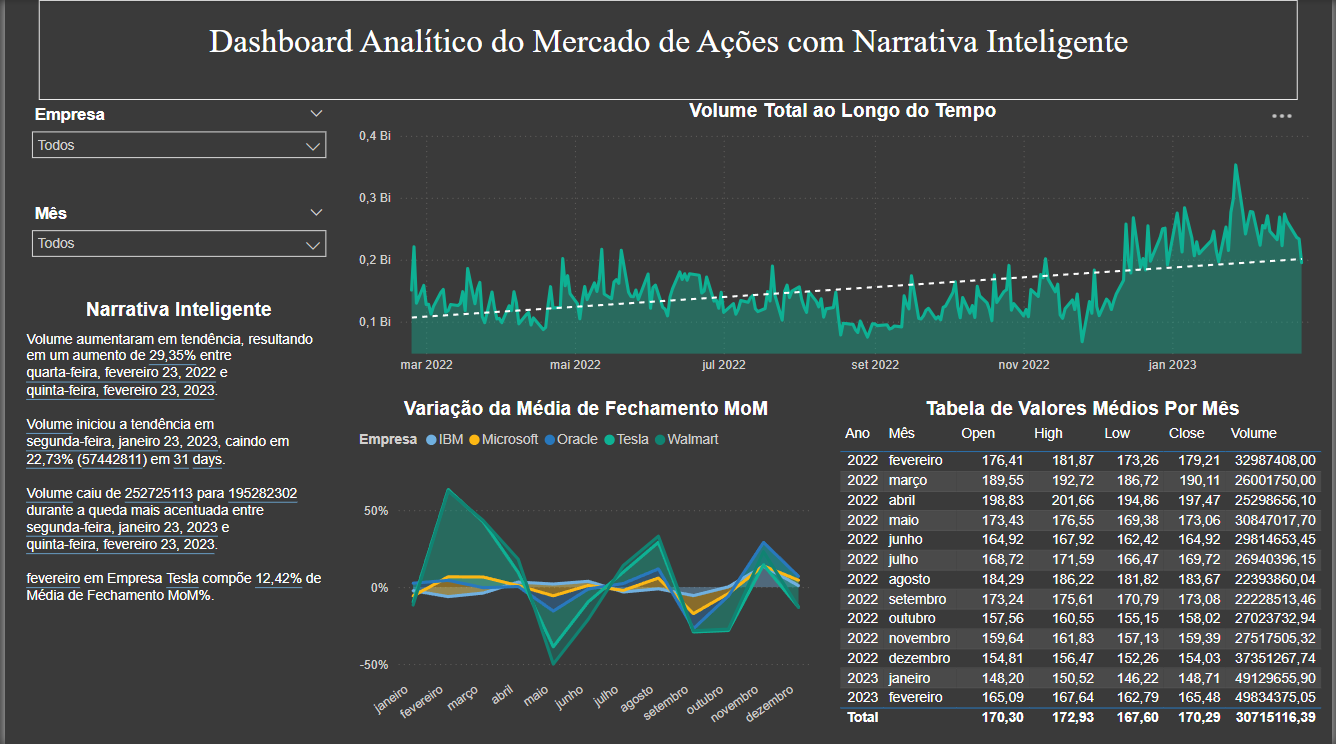 Dashboard Analítico do Mercado de Ações com Narrativa Inteligente
Empresa
Todos
Mês
Todos
Narrativa Inteligente
Volume aumentaram em tendência, resultando
em um aumento de 29,35% entre
quarta-feira, fevereiro 23, 2022 e
quinta-feira, fevereiro 23, 2023.
Volume iniciou a tendência em
segunda-feira, janeiro 23, 2023, caindo em
22,73% (57442811) em 31 days.
Volume caiu de 252725113 para 195282302
durante a queda mais acentuada entre
segunda-feira, janeiro 23, 2023 e
quinta-feira, fevereiro 23, 2023.
fevereiro em Empresa Tesla compõe 12,42% de
Média de Fechamento MoM%.
Volume Total ao Longo do Tempo
0,4 Bi
0,3 Bi
0,2 Bi
0,1 Bi
mar 2022 mai 2022 jul 2022 set 2022 nov 2022 jan 2023
Variação da Média de Fechamento MoM
Empresa IBM Microsoft Oracle Tesla Walmart
50%
0%
-50%
janeiro fevereiro março abril maio junho julho agosto setembro outubro novembro dezembro
Tabela de Valores Médios Por Mês
Ano Mês Open High Low Close Volume
2022 fevereiro 176,41 181,87 173,26 179,21 32987408,00
2022 março 189,55 192,72 186,72 190,11 26001750,00
2022 abril 198,83 201,66 194,86 197,47 25298656,10
2022 maio 173,43 176,55 169,38 173,06 30847017,70
2022 junho 164,92 167,92 162,42 164,92 29814653,45
2022 julho 168,72 171,59 166,47 169,72 26940396,15
2022 agosto 184,29 186,22 181,82 183,67 22393860,04
2022 setembro 173,24 175,61 170,79 173,08 22228513,46
2022 outubro 157,56 160,55 155,15 158,02 27023732,94
2022 novembro 159,64 161,83 157,13 159,39 27517505,32
2022 dezembro 154,81 156,47 152,26 154,03 37351267,74
2023 janeiro 148,20 150,52 146,22 148,71 49129655,90
2023 fevereiro 165,09 167,64 162,79 165,48 49834375,05
Total 170,30 172,93 167,60 170,29 30715116,39